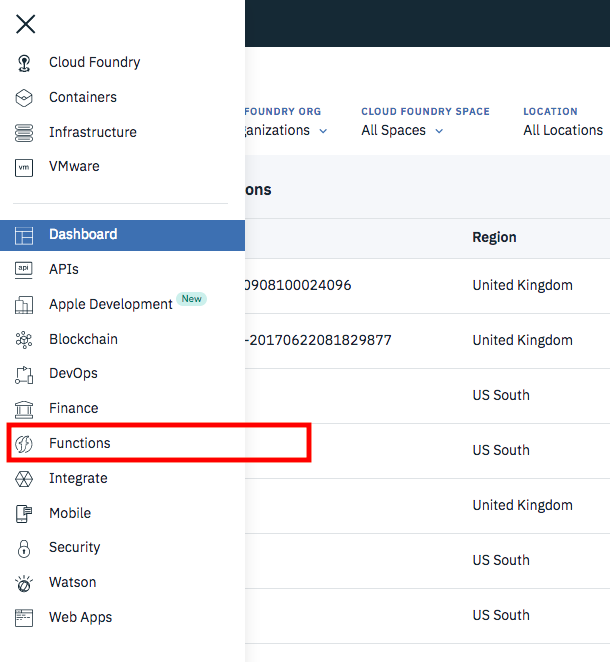 Cloud Foundry
Containers
Infrastructure
vm VMware
Dashboard
api APIs
Apple Development New
Blockchain
DevOps
Finance
Functions
Integrate
Mobile
Security
Watson
Web Apps
FOUNDRY ORG CLOUD FOUNDRY SPACE LOCATION
ganizations All Spaces All Locations
ons
Region
0908100024096 United Kingdom
-20170622081829877 United Kingdom
US South
US South
United Kingdom
US South
US South